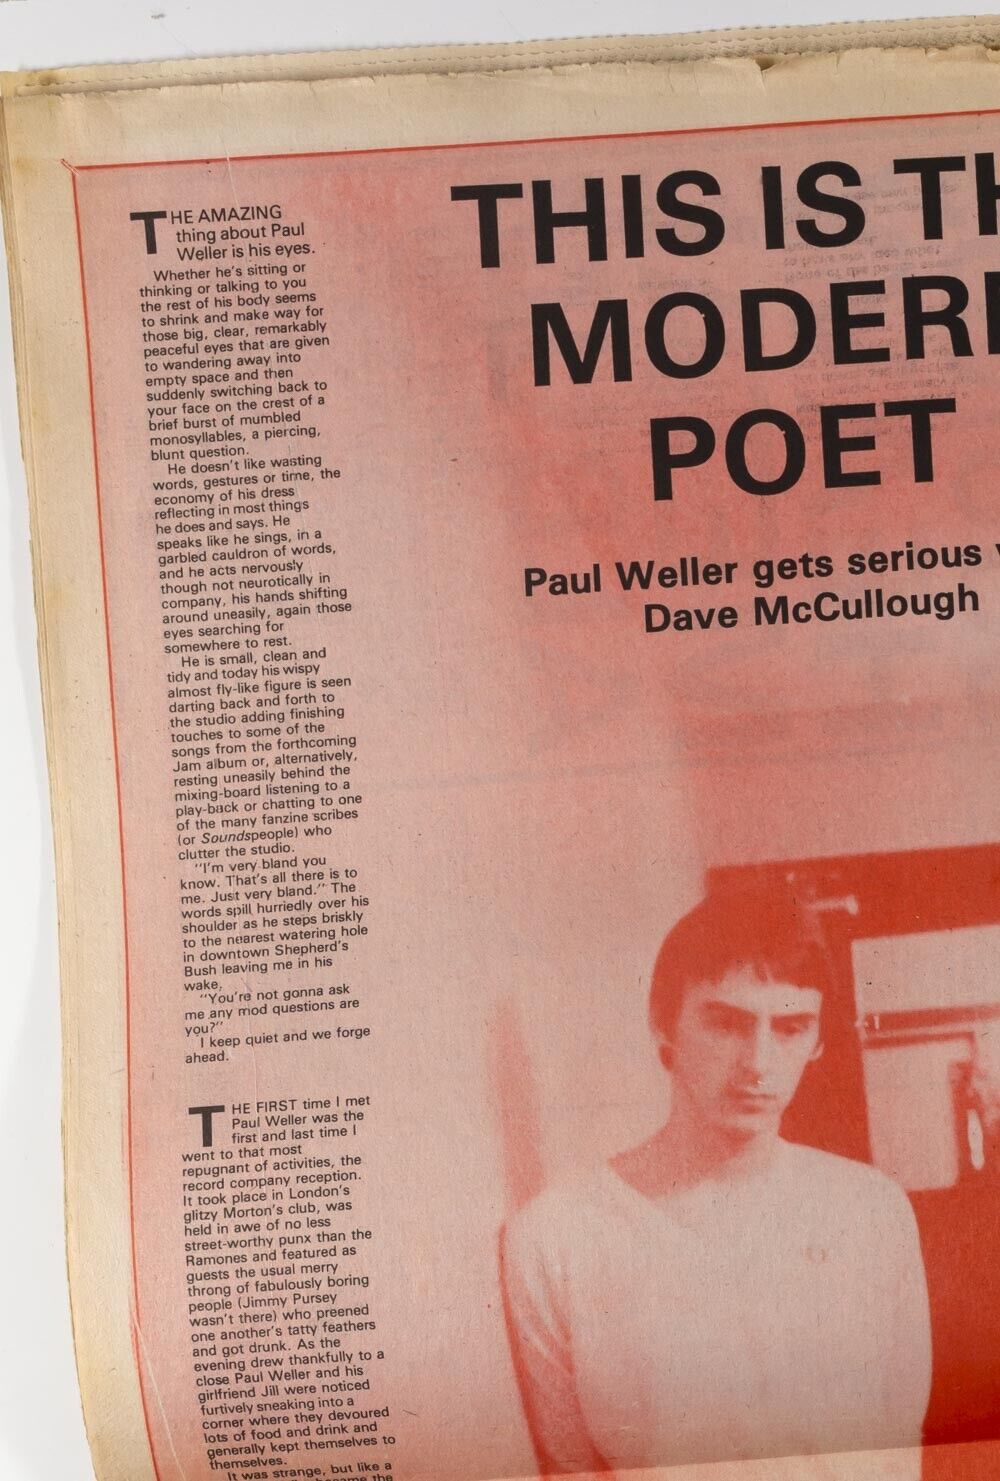 THIS IS TH
MODERN
POET
Paul Weller gets serious
Dave McCullough
THE AMAZING
thing about Paul
Weller is his eyes.
Whether he's sitting or
thinking or talking to you
the rest of his body seems
to shrink and make way for
those big, clear, remarkably
peaceful eyes that are given
to wandering away into
empty space and then
suddenly switching back to
your face on the crest of a
brief burst of mumbled
monosyllables, a piercing,
blunt question.
He doesn't like wasting
words, gestures or time, the
economy of his dress
reflecting in most things
he does and says. He
speaks like he sings, in a
garbled cauldron of words,
and he acts nervously
though not neurotically in
company, his hands shifting
around uneasily, again those
eyes searching for
somewhere to rest.
He is small, clean and
tidy and today his wispy
almost fly-like figure is seen
darting back and forth to
the studio adding finishing
touches to some of the
songs from the forthcoming
Jam album or, alternatively,
resting uneasily behind the
mixing-board listening to a
play-back or chatting to one
of the many fanzine scribes
(or Soundspeople) who
clutter the studio.
"I'm very bland you
know. That's all there is to
me. Just very bland." The
words spill hurriedly over his
shoulder as he steps briskly
to the nearest watering hole
in downtown Shepherd's
Bush leaving me in his
wake.
"You're not gonna ask
me any mod questions are
you?"
I keep quiet and we forge
ahead.
THE FIRST time I met
Paul Weller was the
first and last time I
went to that most
repugnant of activities, the
record company reception.
It took place in London's
glitzy Morton's club, was
held in awe of no less
street-worthy punx than the
Ramones and featured as
guests the usual merry
throng of fabulously boring
people (Jimmy Pursey
wasn't there) who preened
one another's tatty feathers
and got drunk. As the
evening drew thankfully to a
close Paul Weller and his
girlfriend Jill were noticed
furtively sneaking into a
corner where they devoured
lots of food and drink and
generally kept themselves to
themselves.
It was strange, but like a
became the